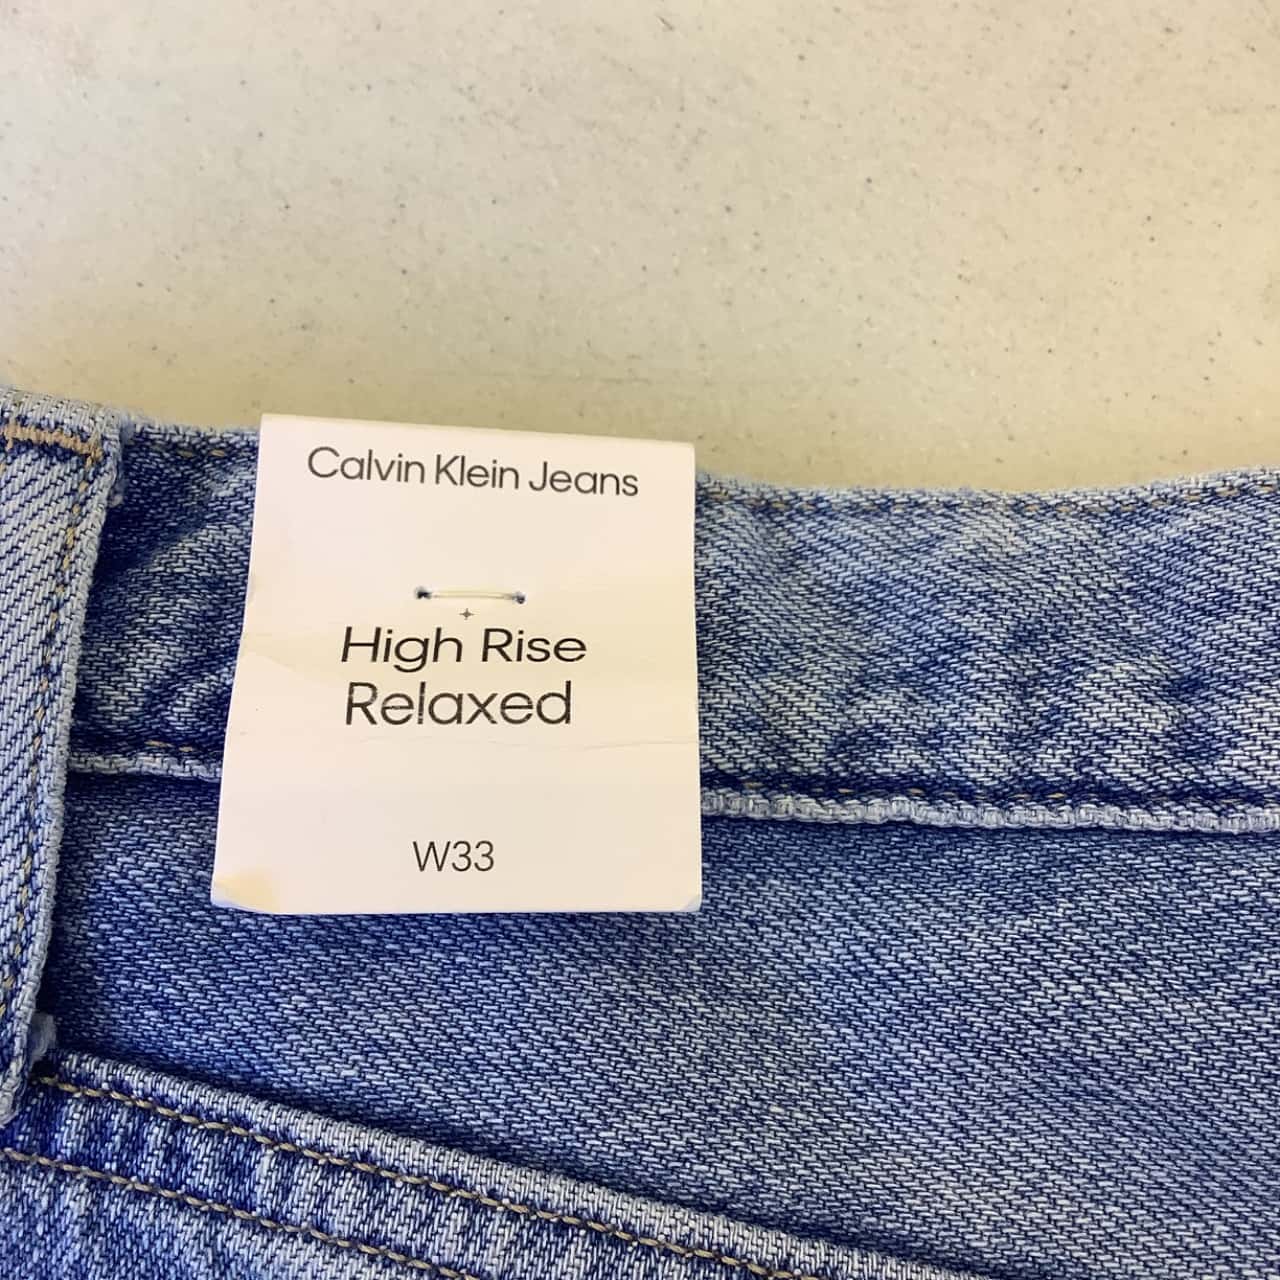 Calvin Klein Jeans
High Rise
Relaxed
W33